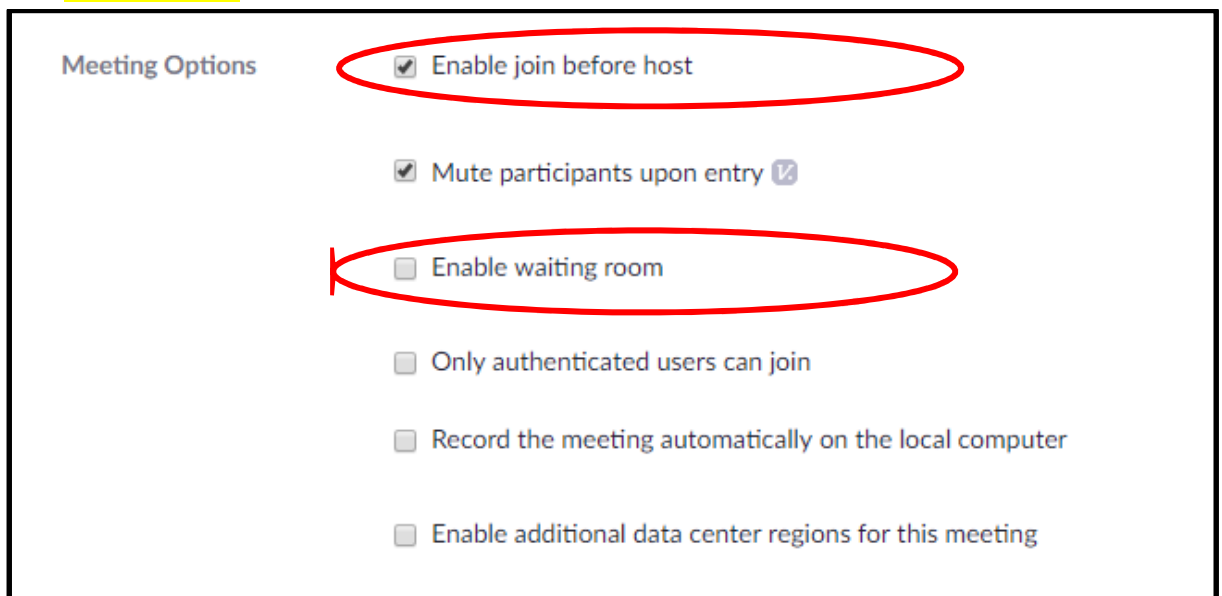 Meeting Options
Enable join before host
Mute participants upon entry
Enable waiting room
Only authenticated users can join
Record the meeting automatically on the local computer
Enable additional data center regions for this meeting